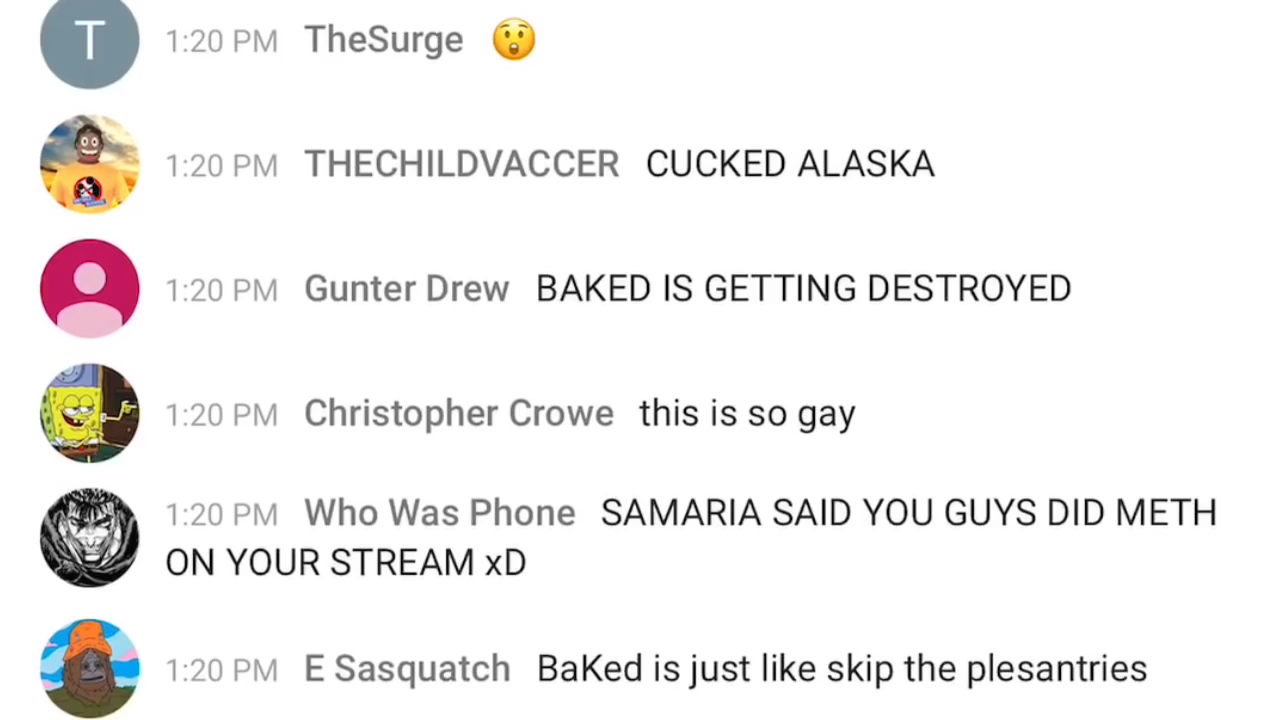 T 1:20 PM TheSurge 😲
1:20 PM THECHILDVACCER CUCKED ALASKA
1:20 PM Gunter Drew BAKED IS GETTING DESTROYED
1:20 PM Christopher Crowe this is so gay
1:20 PM Who Was Phone SAMARIA SAID YOU GUYS DID METH
ON YOUR STREAM xD
1:20 PM E Sasquatch BaKed is just like skip the plesantries